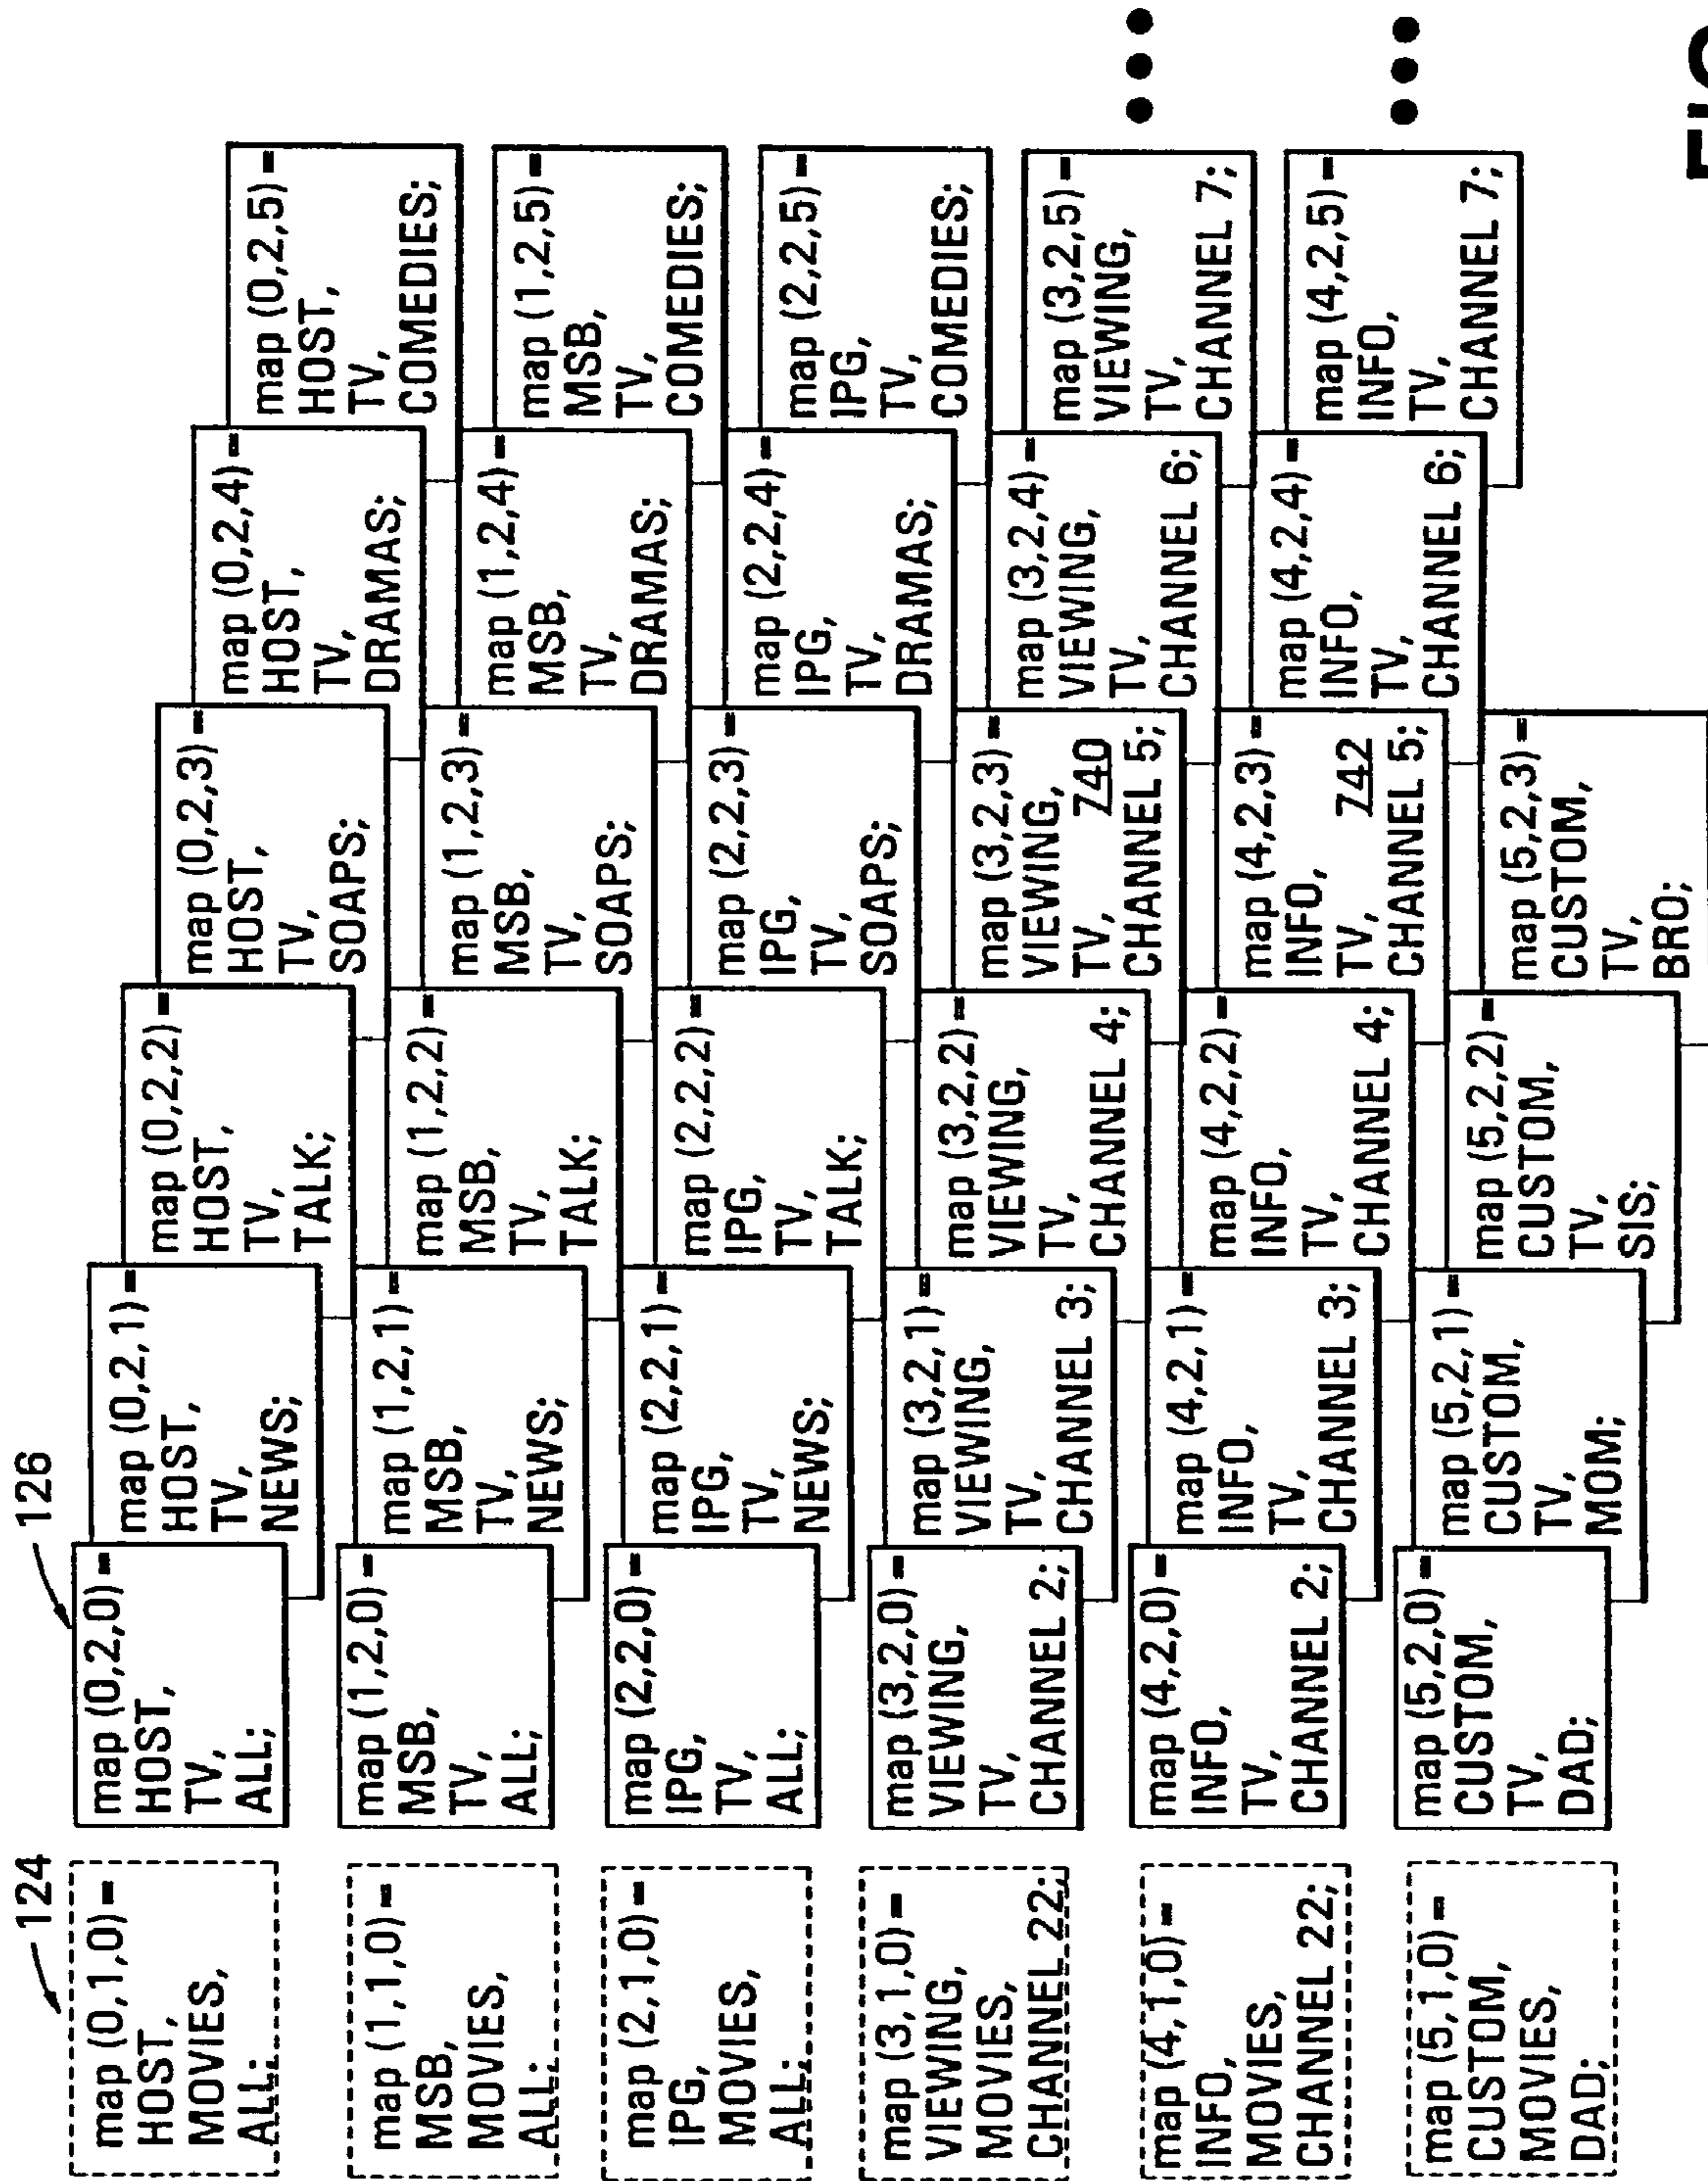 124
126
map (0,1,0)=
HOST,
MOVIES,
ALL;
map (0,2,0)=
HOST,
TV,
ALL;
map (0,2,1)=
HOST,
TV,
NEWS;
map (0,2,2)=
HOST,
TV,
TALK;
map (0,2,3)=
HOST,
TV,
SOAPS;
map (0,2,4)=
HOST,
TV,
DRAMAS;
map (0,2,5)=
HOST,
TV,
COMEDIES;
map (1,1,0)=
MSB,
MOVIES,
ALL;
map (1,2,0)=
MSB,
TV,
ALL;
map (1,2,1)=
MSB,
TV,
NEWS;
map (1,2,2)=
MSB,
TV,
TALK;
map (1,2,3)=
MSB,
TV,
SOAPS;
map (1,2,4)=
MSB,
TV,
DRAMAS;
map (1,2,5)=
MSB,
TV,
COMEDIES;
map (2,1,0)=
IPG,
MOVIES,
ALL;
map (2,2,0)=
IPG,
TV,
ALL;
map (2,2,1)=
IPG,
TV,
NEWS;
map (2,2,2)=
IPG,
TV,
TALK;
map (2,2,3)=
IPG,
TV,
SOAPS;
map (2,2,4)=
IPG,
TV,
DRAMAS;
map (2,2,5)=
IPG,
TV,
COMEDIES;
map (3,1,0)=
VIEWING,
MOVIES,
CHANNEL 22;
map (3,2,0)=
VIEWING,
TV,
CHANNEL 2;
map (3,2,1)=
VIEWING,
TV,
CHANNEL 3;
map (3,2,2)=
VIEWING,
TV,
CHANNEL 4;
map (3,2,3)=
VIEWING,
TV, 740
CHANNEL 5;
map (3,2,4)=
VIEWING,
TV,
CHANNEL 6;
map (3,2,5)=
VIEWING,
TV,
CHANNEL 7;
map (4,1,0)=
INFO,
MOVIES,
CHANNEL 22;
map (4,2,0)=
INFO,
TV,
CHANNEL 2;
map (4,2,1)=
INFO,
TV,
CHANNEL 3;
map (4,2,2)=
INFO,
TV,
CHANNEL 4;
map (4,2,3)=
INFO,
TV, 742
CHANNEL 5;
map (4,2,4)=
INFO,
TV,
CHANNEL 6;
map (4,2,5)=
INFO,
TV,
CHANNEL 7;
map (5,1,0)=
CUSTOM,
MOVIES,
DAD;
map (5,2,0)=
CUSTOM,
TV,
DAD;
map (5,2,1)=
CUSTOM,
TV,
MOM;
map (5,2,2)=
CUSTOM,
TV,
SIS;
map (5,2,3)=
CUSTOM,
TV,
BRO;